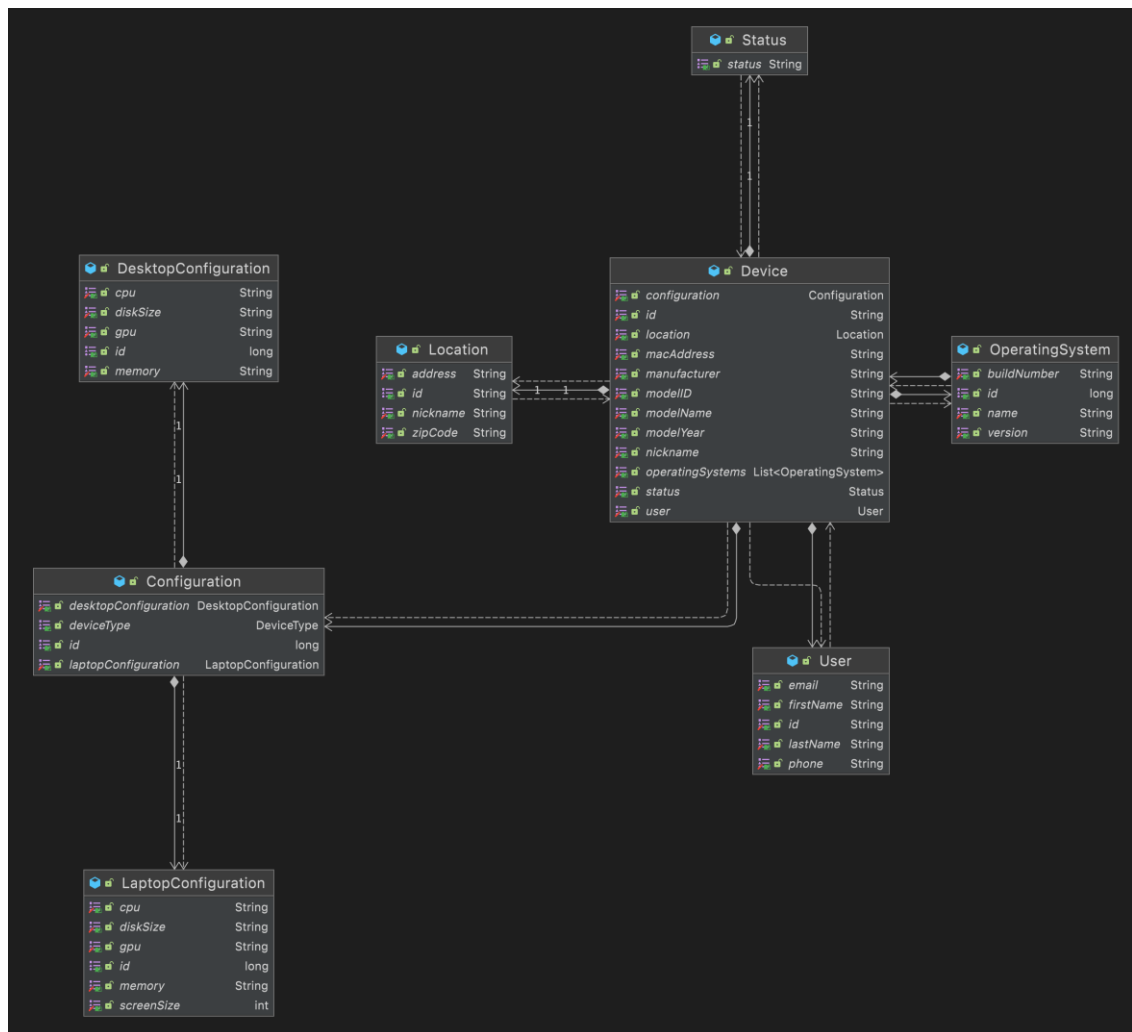 Status
status String
1
1
DesktopConfiguration
cpu String
diskSize String
gpu String
id long
memory String
Device
configuration Configuration
id String
location Location
macAddress String
manufacturer String
modelID String
modelName String
modelYear String
nickname String
operatingSystems List<OperatingSystem>
status Status
user User
Location
address String
id String
nickname String
zipCode String
1 1
OperatingSystem
buildNumber String
id long
name String
version String
1
1
Configuration
desktopConfiguration DesktopConfiguration
deviceType DeviceType
id long
laptopConfiguration LaptopConfiguration
User
email String
firstName String
id String
lastName String
phone String
1
1
LaptopConfiguration
cpu String
diskSize String
gpu String
id long
memory String
screenSize int